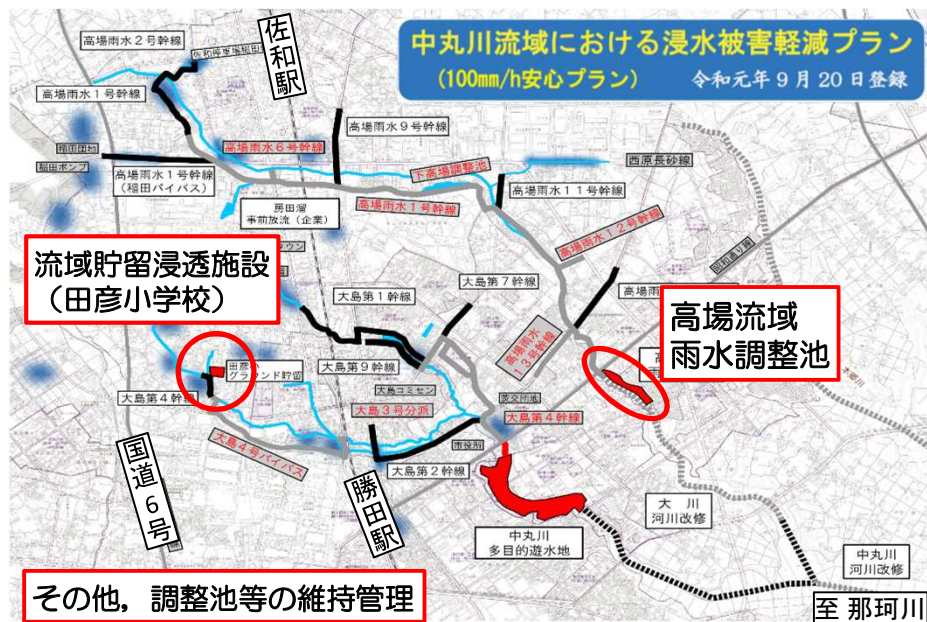 中丸川流域における浸水被害軽減プラン
(100mm/h安心プラン) 令和元年9月20日登録
佐和駅
高場雨水2号幹線
高場雨水1号幹線
高場雨水9号幹線
稲田ポンプ
高場雨水6号幹線
西原長砂線
下高場調整池
高場雨水1号幹線
(稲田バイパス)
高場雨水11号幹線
房田溜
事前放流(企業)
高場雨水1号幹線
高場雨水12号幹線
昭和通り線
流域貯留浸透施設
(田彦小学校)
大島第1幹線
大島第7幹線
高場流域
雨水調整池
高場雨水
13号幹線
大島第9幹線
田彦小
グラウンド貯留
大島第4幹線
大島コミセン
大島3号分派
大島第4幹線
市役所
大島4号バイパス
大島第2幹線
国道6号
勝田駅
大川
河川改修
中丸川
多目的遊水地
中丸川
河川改修
その他,調整池等の維持管理
至 那珂川